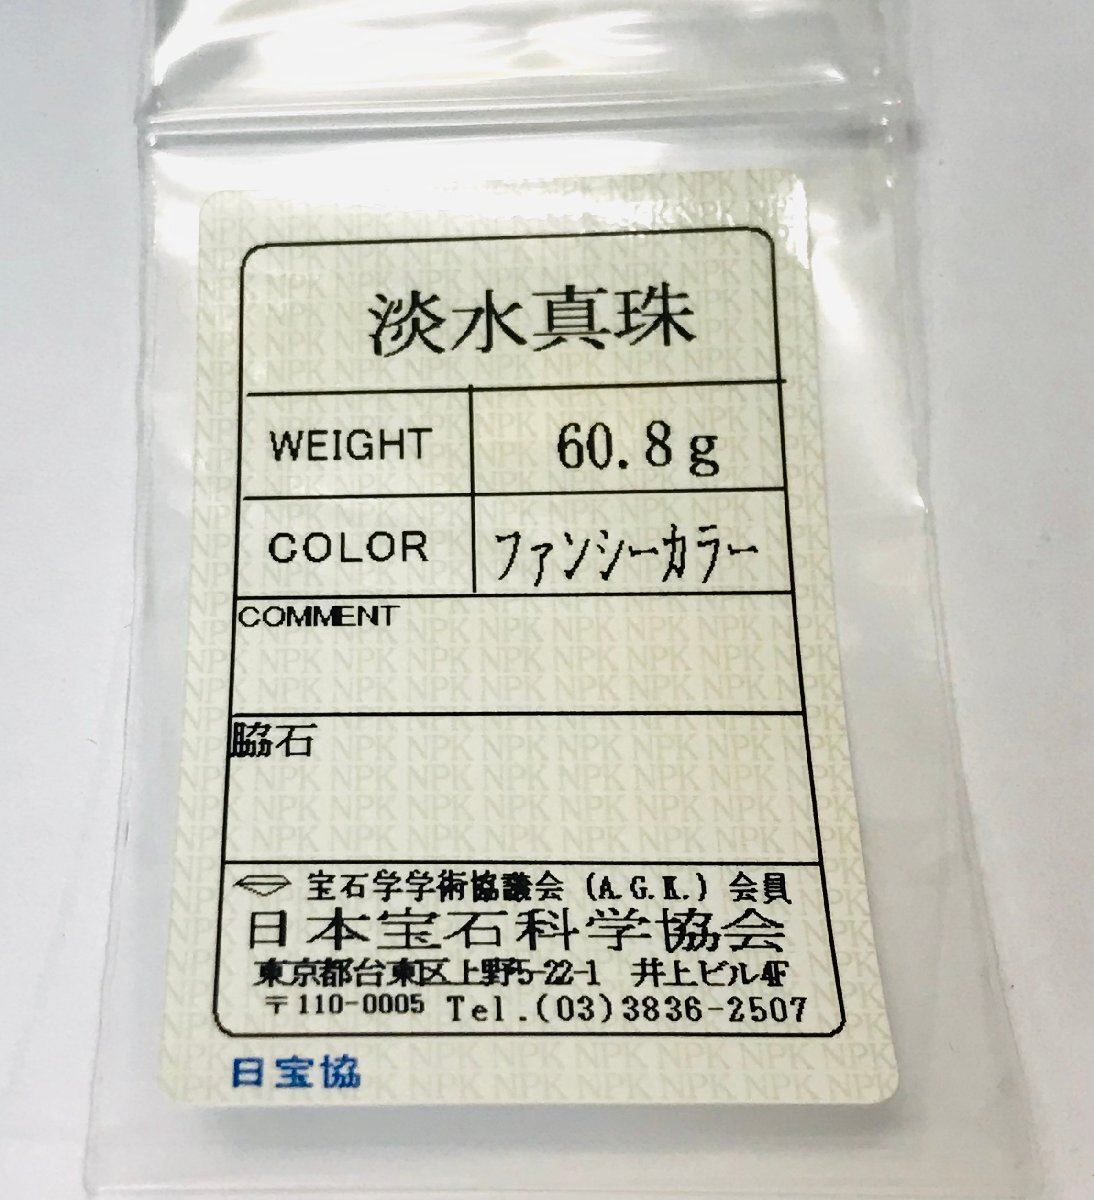 淡水真珠
WEIGHT 60.8g
COLOR ファンシーカラー
COMMENT
脇石
宝石学学術協議会 (A.G.K.) 会員
日本宝石科学協会
東京都台東区上野5-22-1 井上ビル4F
〒110-0005 Tel.(03)3836-2507
日宝協